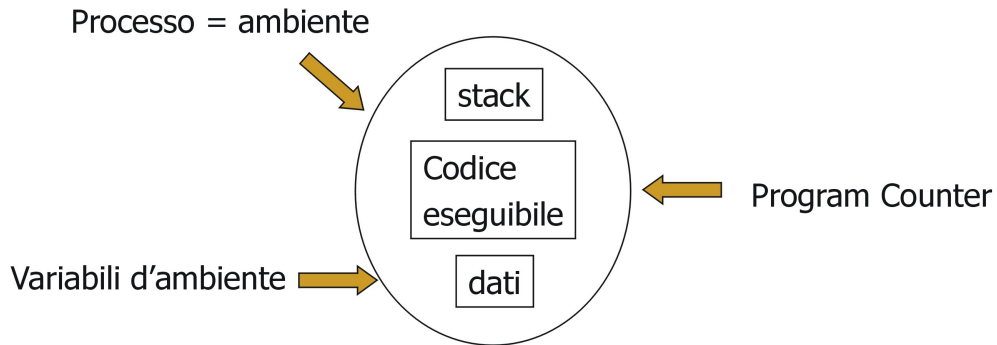 Processo = ambiente
stack
Codice
eseguibile
Program Counter
Variabili d'ambiente
dati